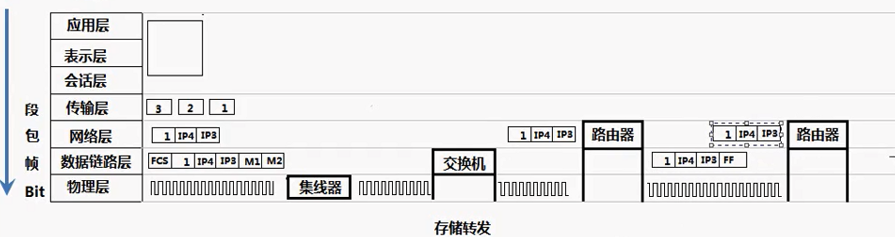 应用层
表示层
会话层
段 传输层 3 2 1
包 网络层 1 IP4 IP3 1 IP4 IP3 路由器 1 IP4 IP3 路由器
帧 数据链路层 FCS 1 IP4 IP3 M1 M2 交换机 1 IP4 IP3 FF
Bit 物理层 集线器
存储转发